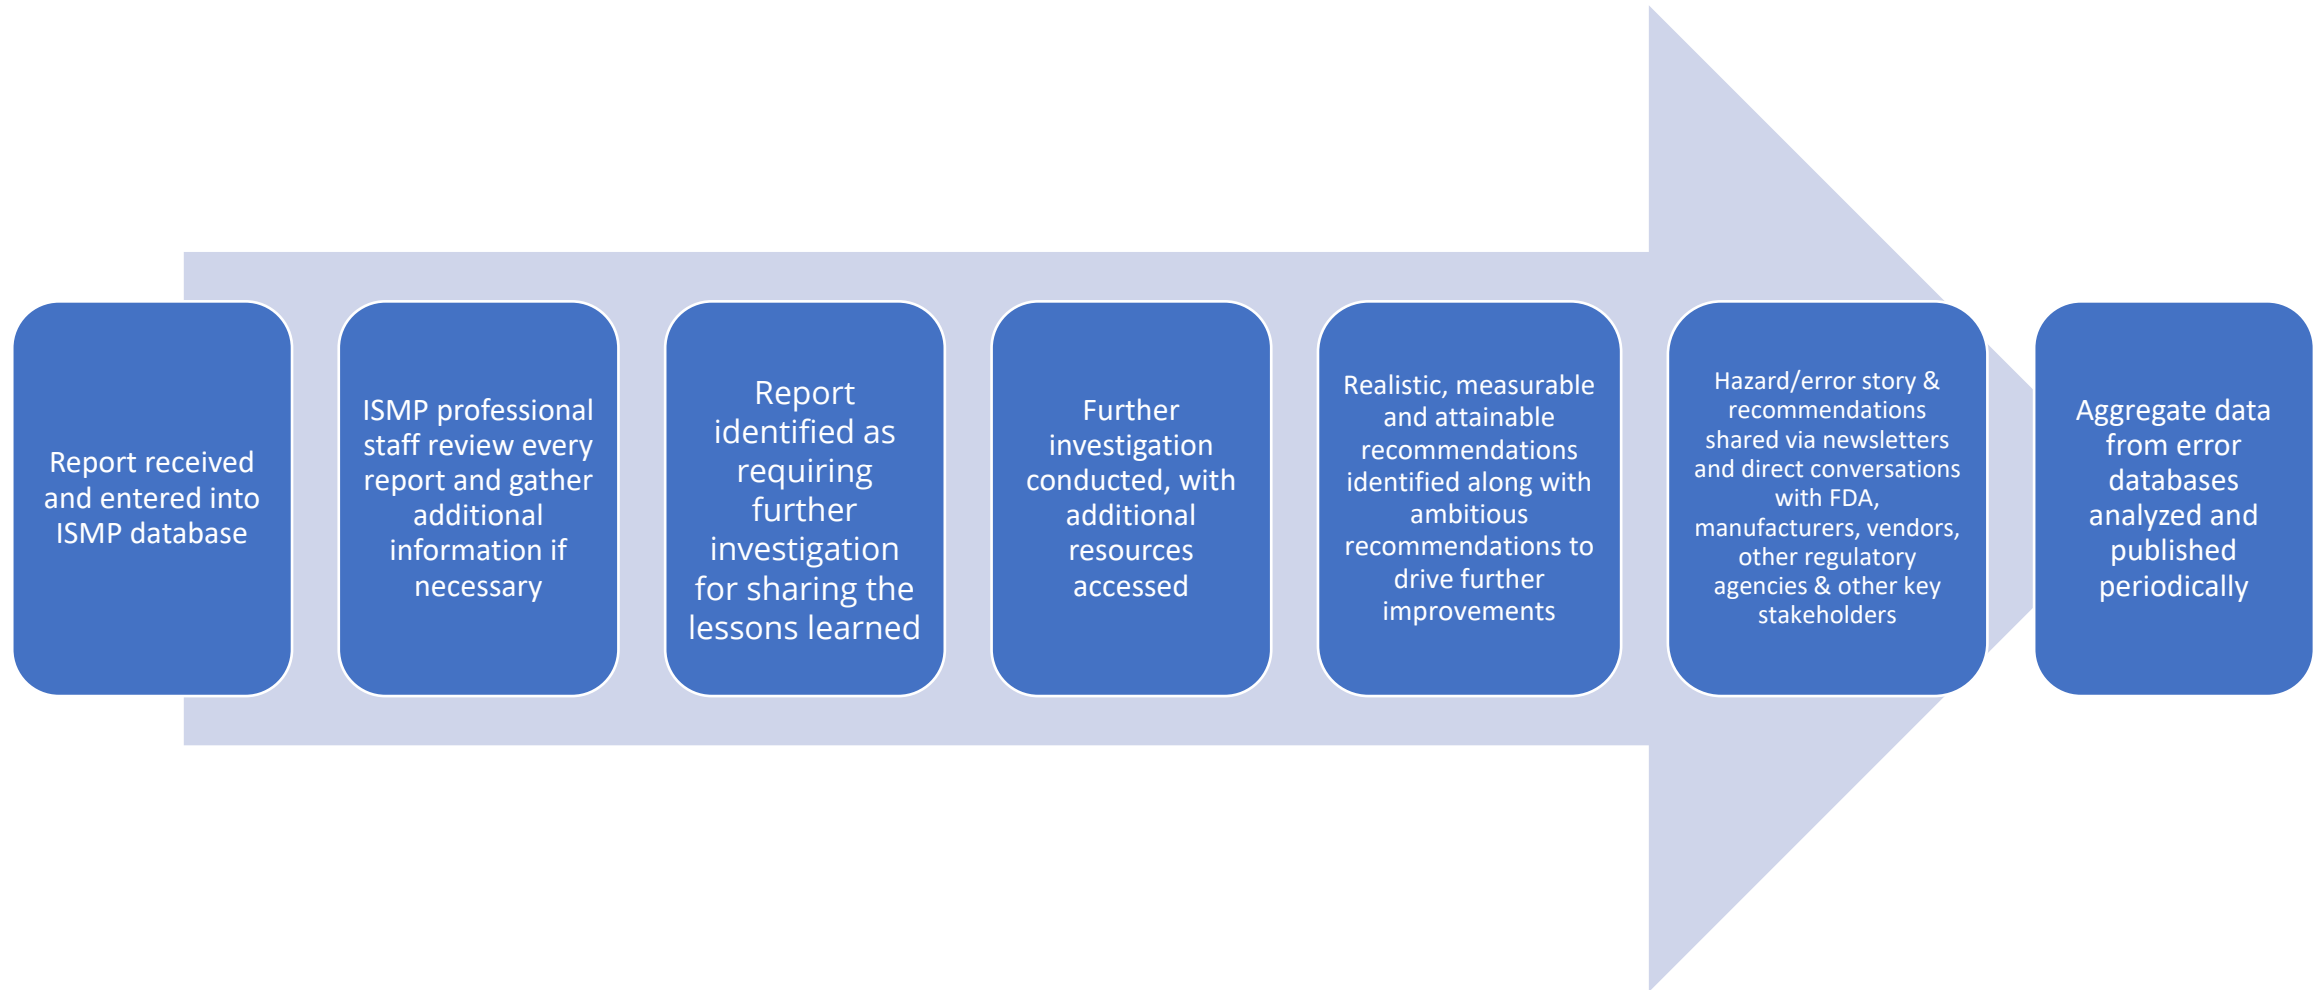 Report received
and entered into
ISMP database
ISMP professional
staff review every
report and gather
additional
information if
necessary
Report
identified as
requiring
further
investigation
for sharing the
lessons learned
Further
investigation
conducted, with
additional
resources
accessed
Realistic, measurable
and attainable
recommendations
identified along with
ambitious
recommendations to
drive further
improvements
Hazard/error story &
recommendations
shared via newsletters
and direct conversations
with FDA,
manufacturers, vendors,
other regulatory
agencies & other key
stakeholders
Aggregate data
from error
databases
analyzed and
published
periodically